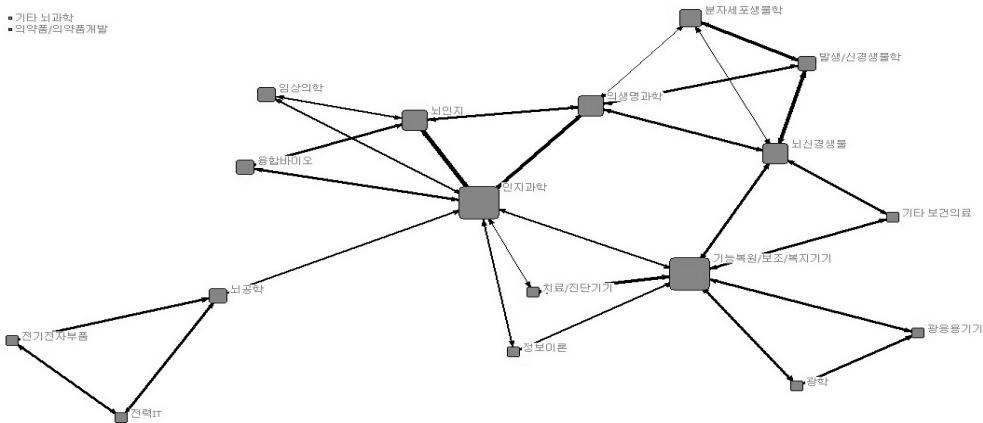 기타 뇌과학
의약품/의약품개발
분자세포생물학
발생/신경생물학
임상의학
의생명과학
뇌인지
뇌신경생물
융합바이오
인지과학
기타 보건의료
기능복원/보조/복지기기
뇌공학
치료/진단기기
전기전자부품
정보이론
광응용기기
광학
전력IT